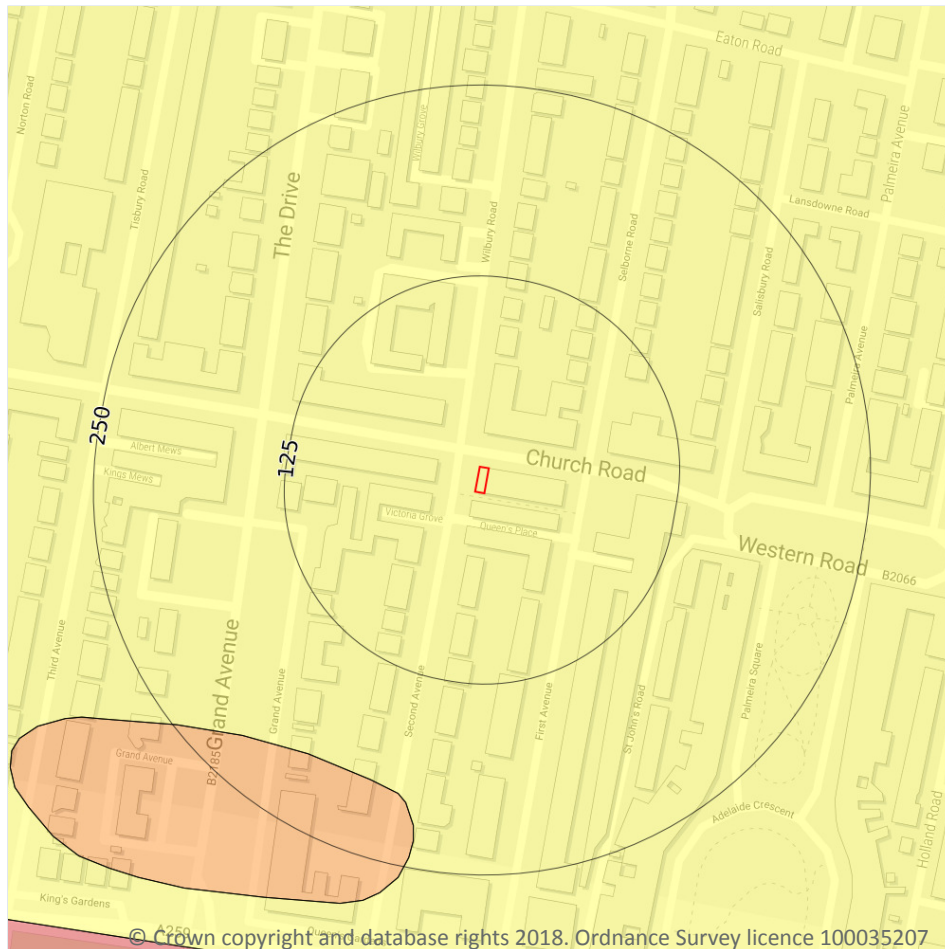 Eaton Road
Norton Road
Tisbury Road
The Drive
Wilbury Grove
Wilbury Road
Selborne Road
Salisbury Road
Lansdowne Road
Palmeira Avenue
Palmeira Avenue
250
125
Albert Mews
Kings Mews
Church Road
Victoria Grove
Queen's Place
Western Road
B2066
Third Avenue
Grand Avenue
Grand Avenue
Second Avenue
First Avenue
St John's Road
Palmeira Square
Grand Avenue
B2185
Adelaide Crescent
Holland Road
King's Gardens
A259
© Crown copyright and database rights 2018. Ordnance Survey licence 100035207